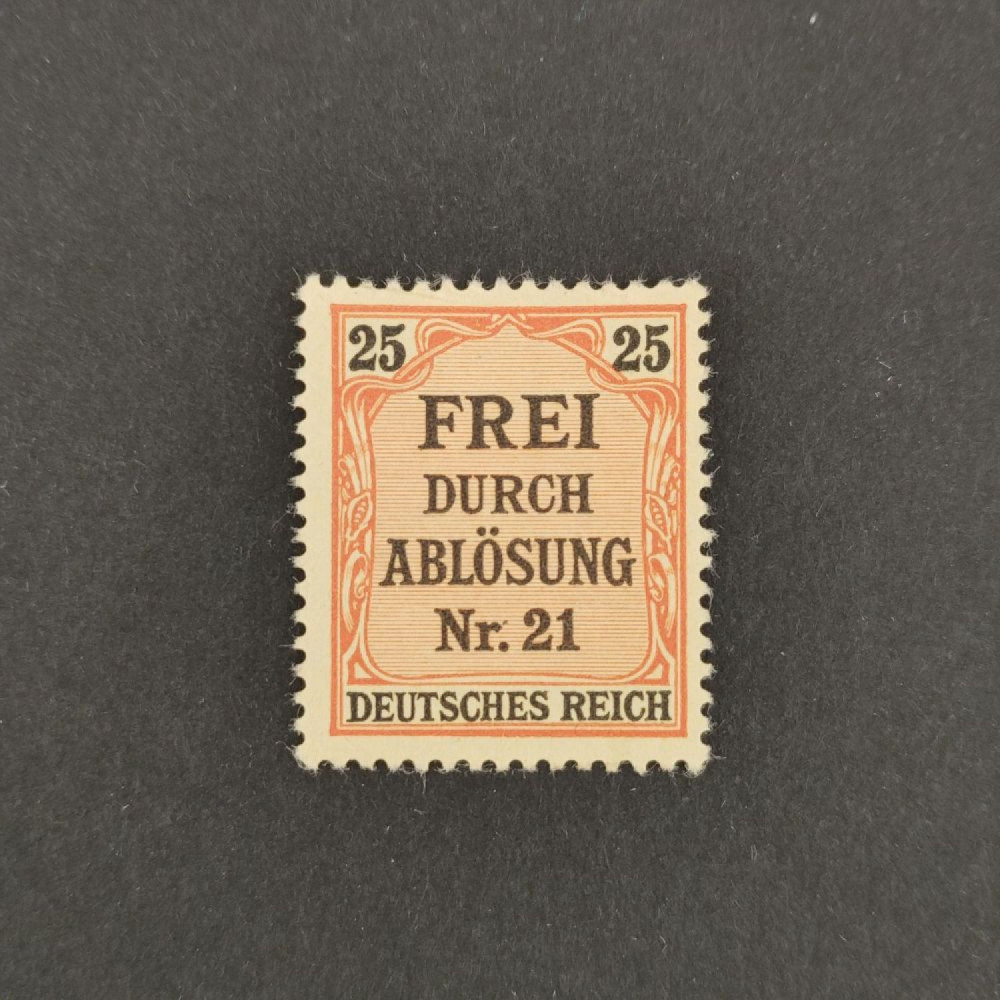 25 25
FREI
DURCH
ABLÖSUNG
Nr. 21
DEUTSCHES REICH